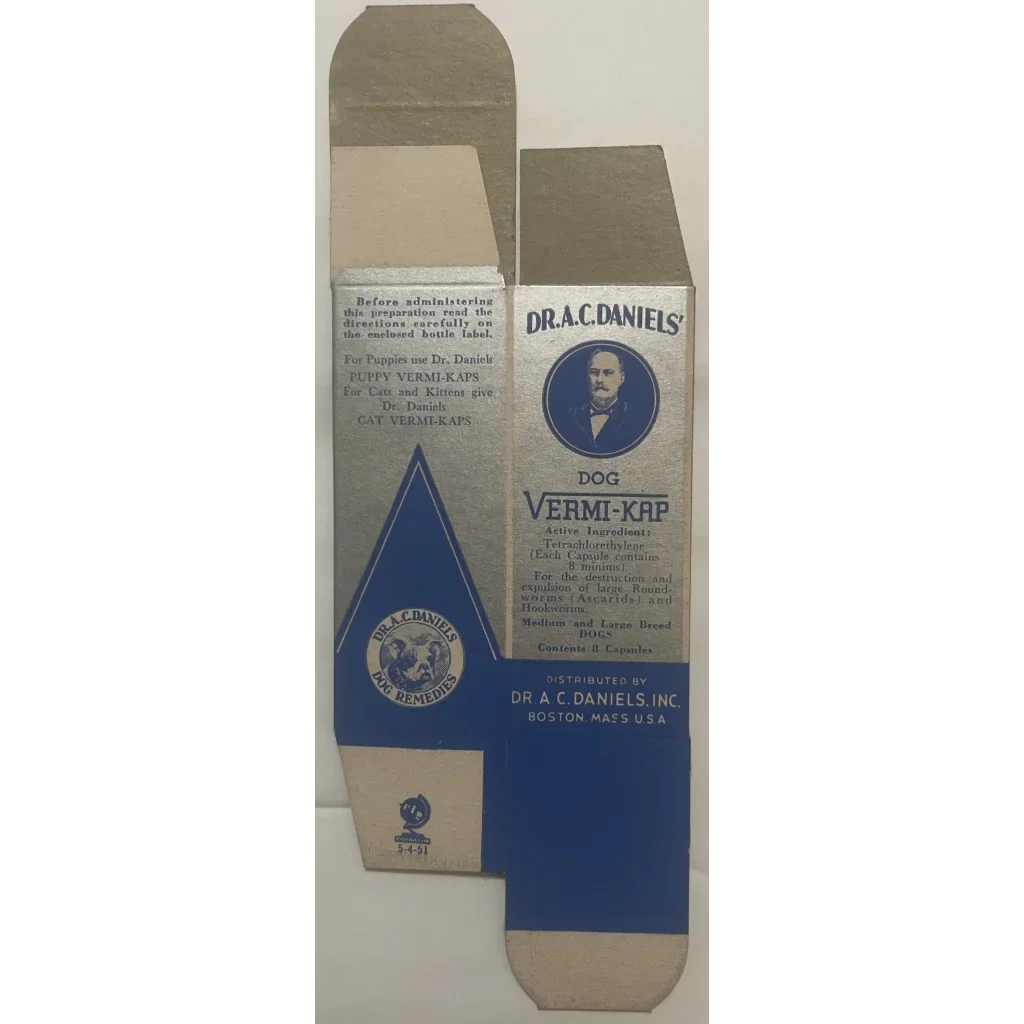 Before administering
this preparation read the
directions carefully on
the enclosed bottle label.
For Puppies use Dr. Daniels
PUPPY VERMI-KAPS
For Cats and Kittens give
Dr. Daniels
CAT VERMI-KAPS
DR. A.C. DANIELS
DOG REMEDIES
5-4-51
DR. A.C. DANIELS'
DOG
VERMI-KAP
Active Ingredient:
Tetrachlorethylene
(Each Capsule contains
8 minims)
For the destruction and
expulsion of large Round-
worms (Ascarids) and
Hookworms.
Medium and Large Breed
DOGS
Contents 8 Capsules
DISTRIBUTED BY
DR. A. C. DANIELS, INC.
BOSTON, MASS. U.S.A.